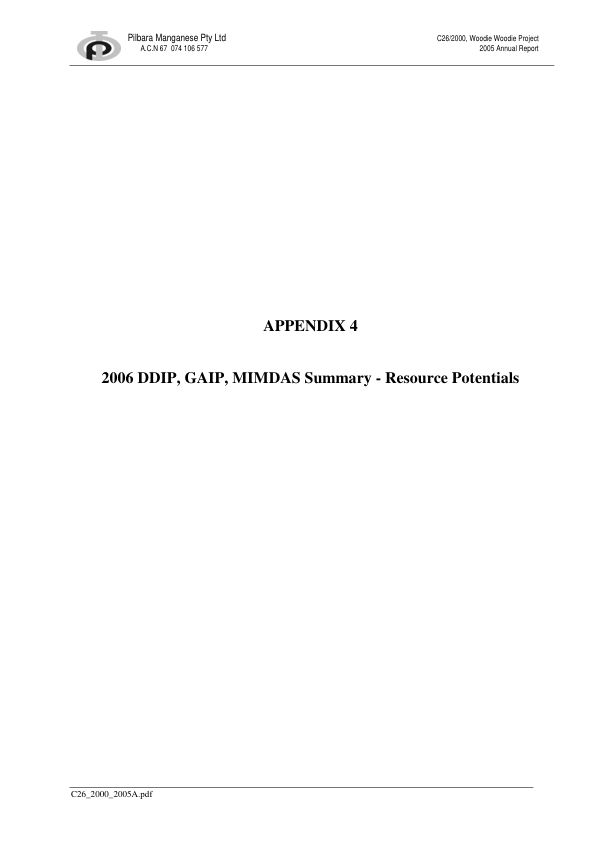 Pilbara Manganese Pty Ltd
A.C.N 67 074 106 577
C26/2000, Woodie Woodie Project
2005 Annual Report
APPENDIX 4
2006 DDIP, GAIP, MIMDAS Summary - Resource Potentials
C26_2000_2005A.pdf